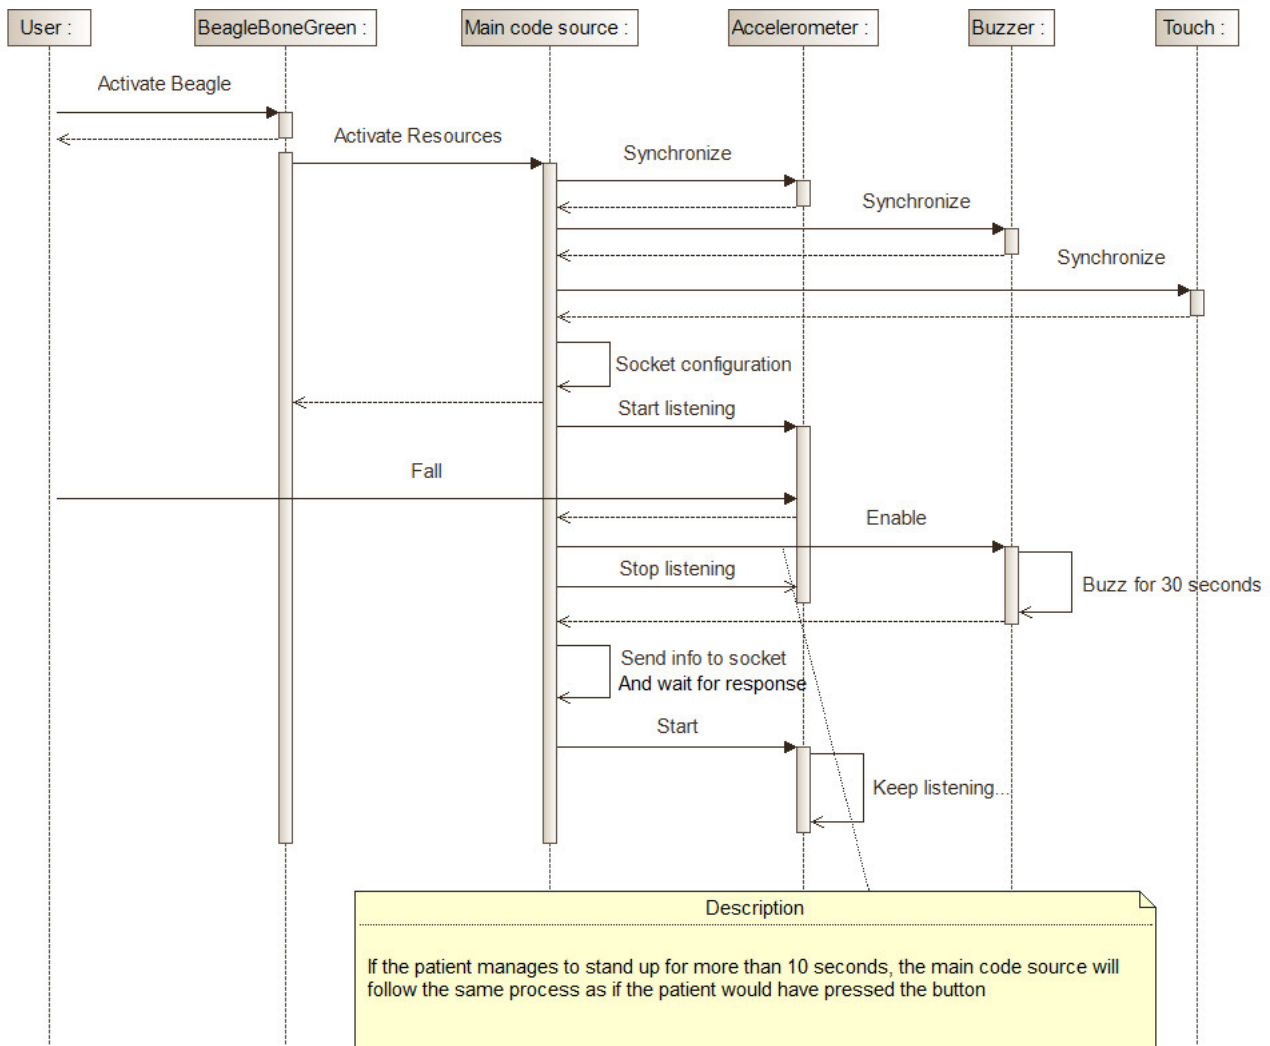 User :
BeagleBoneGreen :
Main code source :
Accelerometer :
Buzzer :
Touch :
Activate Beagle
Activate Resources
Synchronize
Synchronize
Synchronize
Socket configuration
Start listening
Fall
Enable
Stop listening
Buzz for 30 seconds
Send info to socket
And wait for response
Start
Keep listening...
Description
If the patient manages to stand up for more than 10 seconds, the main code source will
follow the same process as if the patient would have pressed the button